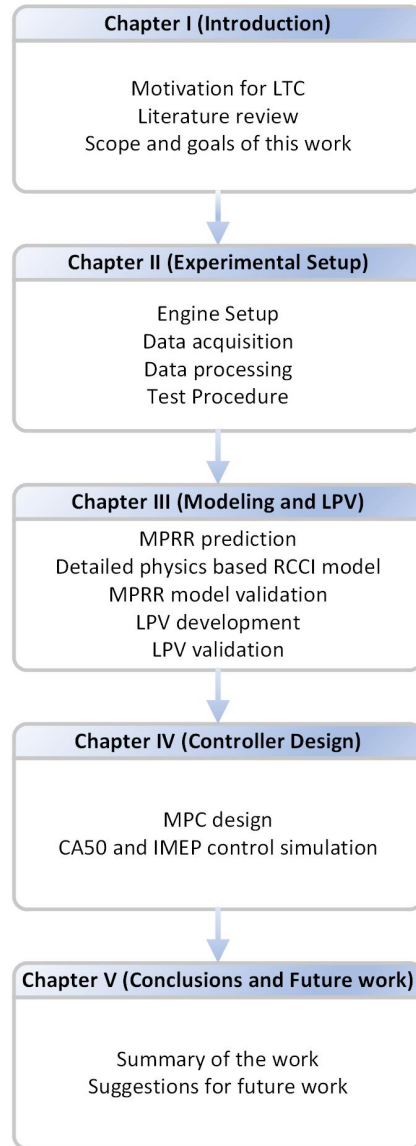 Chapter I (Introduction)
Motivation for LTC
Literature review
Scope and goals of this work
Chapter II (Experimental Setup)
Engine Setup
Data acquisition
Data processing
Test Procedure
Chapter III (Modeling and LPV)
MPRR prediction
Detailed physics based RCCI model
MPRR model validation
LPV development
LPV validation
Chapter IV (Controller Design)
MPC design
CA50 and IMEP control simulation
Chapter V (Conclusions and Future work)
Summary of the work
Suggestions for future work